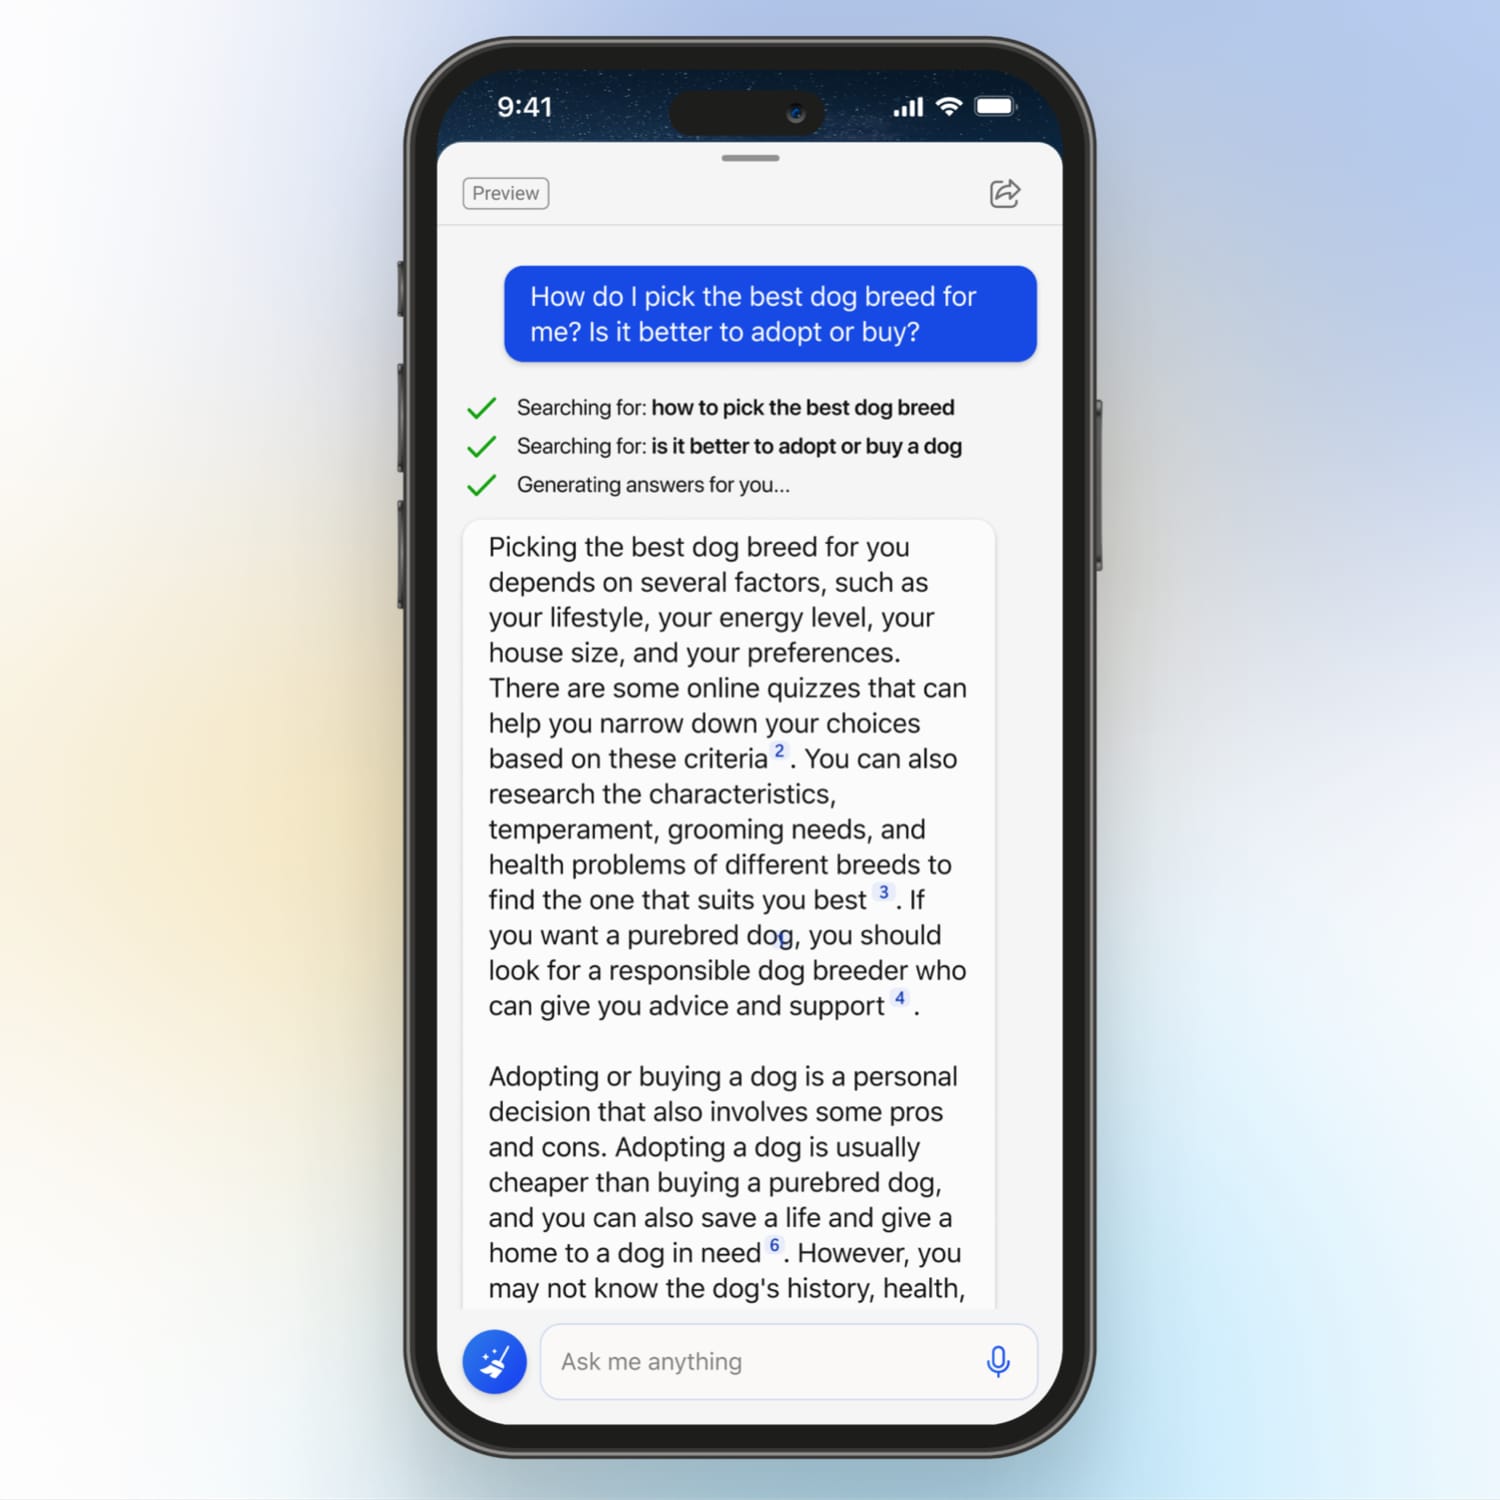 9:41
Preview
How do I pick the best dog breed for
me? Is it better to adopt or buy?
Searching for: how to pick the best dog breed
Searching for: is it better to adopt or buy a dog
Generating answers for you...
Picking the best dog breed for you
depends on several factors, such as
your lifestyle, your energy level, your
house size, and your preferences.
There are some online quizzes that can
help you narrow down your choices
based on these criteria 2. You can also
research the characteristics,
temperament, grooming needs, and
health problems of different breeds to
find the one that suits you best 3. If
you want a purebred dog, you should
look for a responsible dog breeder who
can give you advice and support 4.
Adopting or buying a dog is a personal
decision that also involves some pros
and cons. Adopting a dog is usually
cheaper than buying a purebred dog,
and you can also save a life and give a
home to a dog in need 6. However, you
may not know the dog's history, health,
Ask me anything